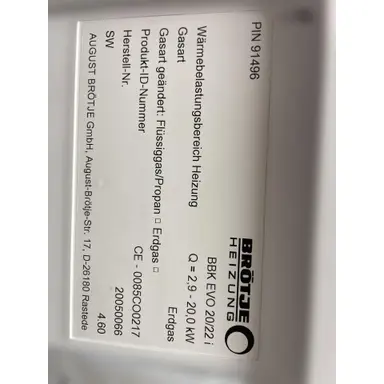 PIN 91496
BRÖTJE
HEIZUNG
BBK EVO 20/22 i
Wärmebelastungsbereich Heizung Q = 2,9 - 20,0 kW
Gasart Erdgas
Gasart geändert: Flüssiggas/Propan □ Erdgas □
Produkt-ID-Nummer CE - 0085CO0217
Herstell-Nr. 20050066
SW 4.60
AUGUST BRÖTJE GmbH, August-Brötje-Str. 17, D-26180 Rastede